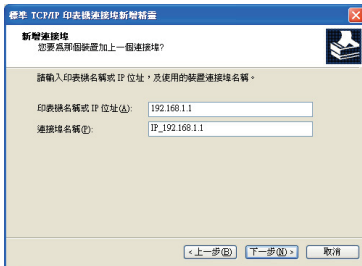 標準 TCP/IP 印表機連接埠新增精靈
新增連接埠
您要為那個裝置加上一個連接埠?
請輸入印表機名稱或 IP 位址，及使用的裝置連接埠名稱。
印表機名稱或 IP 位址(A):
192.168.1.1
連接埠名稱(P):
IP_192.168.1.1
< 上一步(B)
下一步(N) >
取消